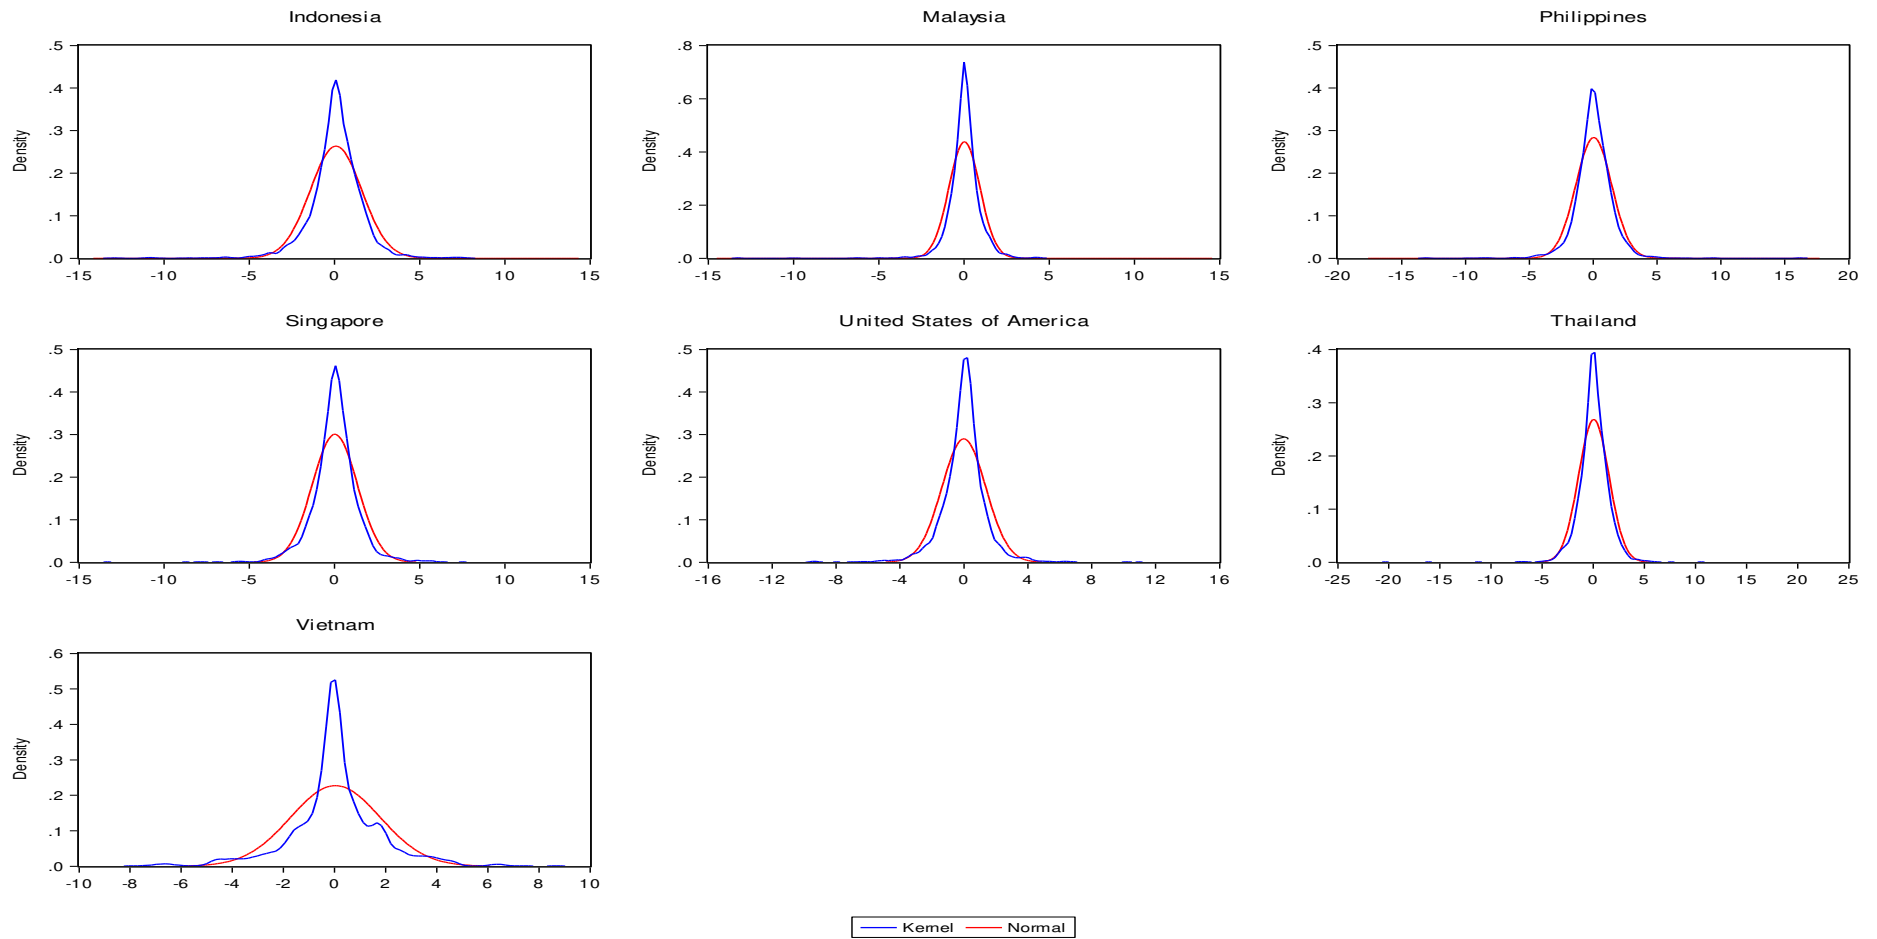 Indonesia
Malaysia
Philippines
.5
.4
.3
.2
.1
.0
Density
-15 -10 -5 0 5 10 15
.8
.6
.4
.2
.0
Density
-15 -10 -5 0 5 10 15
.5
.4
.3
.2
.1
.0
Density
-20 -15 -10 -5 0 5 10 15 20
Singapore
United States of America
Thailand
.5
.4
.3
.2
.1
.0
Density
-15 -10 -5 0 5 10 15
.5
.4
.3
.2
.1
.0
Density
-16 -12 -8 -4 0 4 8 12 16
.4
.3
.2
.1
.0
Density
-25 -20 -15 -10 -5 0 5 10 15 20 25
Vietnam
.6
.5
.4
.3
.2
.1
.0
Density
-10 -8 -6 -4 -2 0 2 4 6 8 10
Kernel Normal